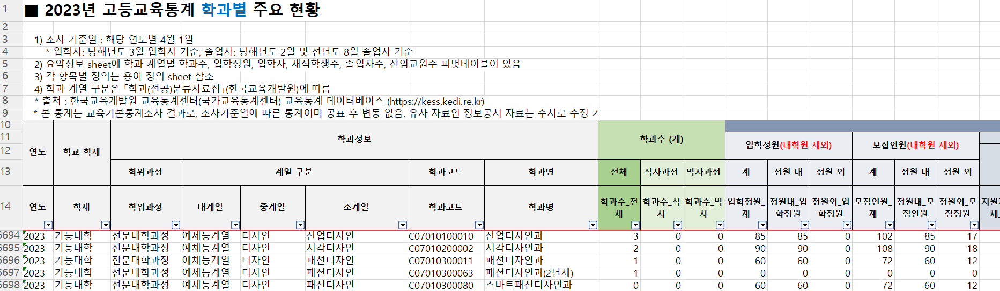 1 ■ 2023년 고등교육통계 학과별 주요 현황
2
3 1) 조사 기준일 : 해당 연도별 4월 1일
4 * 입학자: 당해년도 3월 입학자 기준, 졸업자: 당해년도 2월 및 전년도 8월 졸업자 기준
5 2) 요약정보 sheet에 학과 계열별 학과수, 입학정원, 입학자, 재적학생수, 졸업자수, 전임교원수 피벗테이블이 있음
6 3) 각 항목별 정의는 용어 정의 sheet 참조
7 4) 학과 계열 구분은 「학과(전공)분류자료집」(한국교육개발원)에 따름
8 * 출처 : 한국교육개발원 교육통계센터(국가교육통계센터) 교육통계 데이터베이스 (https://kess.kedi.re.kr)
9 * 본 통계는 교육기본통계조사 결과로, 조사기준일에 따른 통계이며 공표 후 변동 없음. 유사 자료인 정보공시 자료는 수시로 수정
10
11 학과정보 학과수 (개)
12 연도 학교 학제 입학정원(대학원 제외) 모집인원(대학원 제외)
13 학위과정 계열 구분 학과코드 학과명 전체 석사과정 박사과정 계 정원 내 정원 외 계 정원 내 정원 외
14 연도 학제 학위과정 대계열 중계열 소계열 학과코드 학과명 학과수_전체 학과수_석사 학과수_박사 입학정원_계 정원내_입학정원 정원외_입학정원 모집인원_계 정원내_모집인원 정원외_모집정원
6694 2023 기능대학 전문대학과정 예체능계열 디자인 산업디자인 C07010100010 산업디자인과 3 0 0 85 85 0 102 85 17
6695 2023 기능대학 전문대학과정 예체능계열 디자인 시각디자인 C07010200002 시각디자인과 2 0 0 90 90 0 108 90 18
6696 2023 기능대학 전문대학과정 예체능계열 디자인 패션디자인 C07010300011 패션디자인과 1 0 0 60 60 0 72 60 12
6697 2023 기능대학 전문대학과정 예체능계열 디자인 패션디자인 C07010300063 패션디자인과(2년제) 1 0 0 0 0 0 0 0 0
6698 2023 기능대학 전문대학과정 예체능계열 디자인 패션디자인 C07010300080 스마트패션디자인과 0 0 0 60 60 0 72 60 12